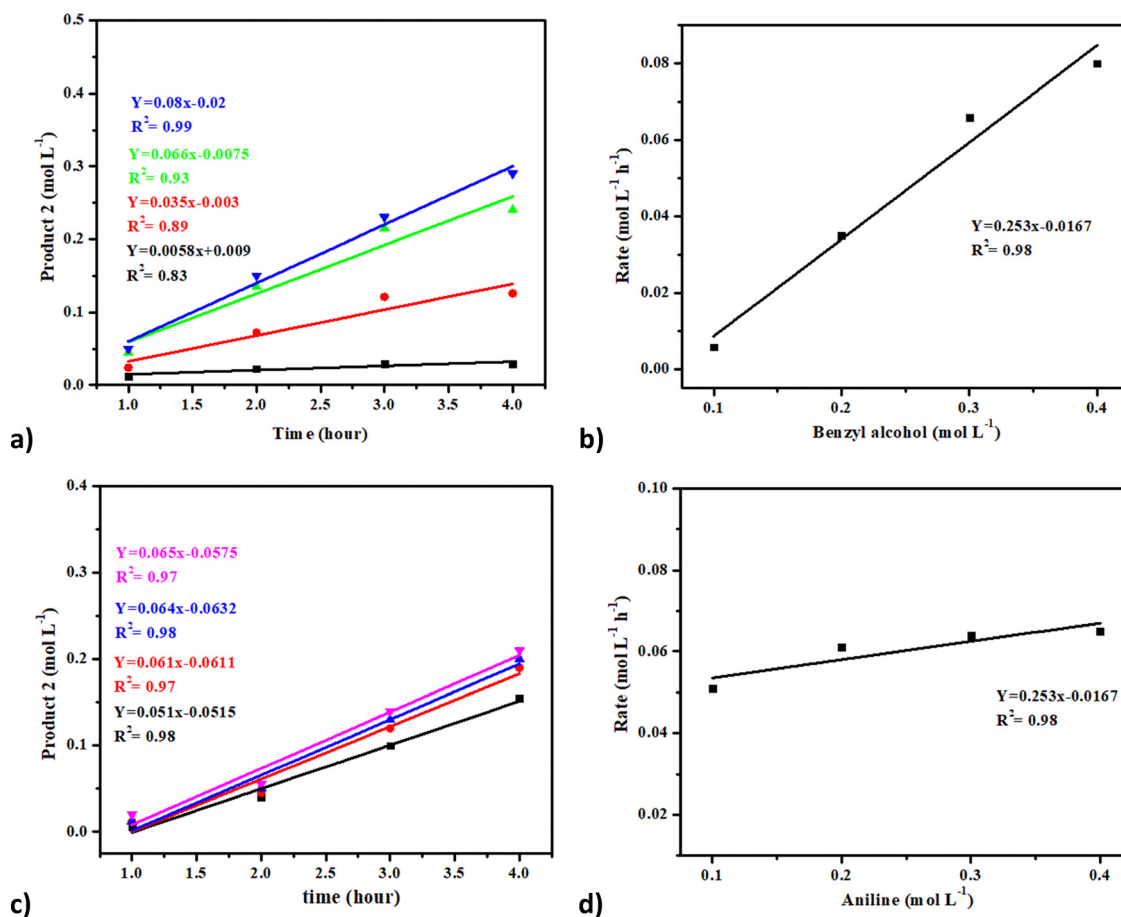 0.5
0.4
0.3
0.2
0.1
0.0
Product 2 (mol L⁻¹)
Y=0.08x-0.02
R²= 0.99
Y=0.066x-0.0075
R²= 0.93
Y=0.035x-0.003
R²= 0.89
Y=0.0058x+0.009
R²= 0.83
1.0 1.5 2.0 2.5 3.0 3.5 4.0
Time (hour)
a)
0.08
0.06
0.04
0.02
0.00
Rate (mol L⁻¹ h⁻¹)
Y=0.253x-0.0167
R²= 0.98
0.1 0.2 0.3 0.4
Benzyl alcohol (mol L⁻¹)
b)
0.4
0.3
0.2
0.1
0.0
Product 2 (mol L⁻¹)
Y=0.065x-0.0575
R²= 0.97
Y=0.064x-0.0632
R²= 0.98
Y=0.061x-0.0611
R²= 0.97
Y=0.051x-0.0515
R²= 0.98
1.0 1.5 2.0 2.5 3.0 3.5 4.0
time (hour)
c)
0.10
0.08
0.06
0.04
0.02
Rate (mol L⁻¹ h⁻¹)
Y=0.253x-0.0167
R²= 0.98
0.1 0.2 0.3 0.4
Aniline (mol L⁻¹)
d)